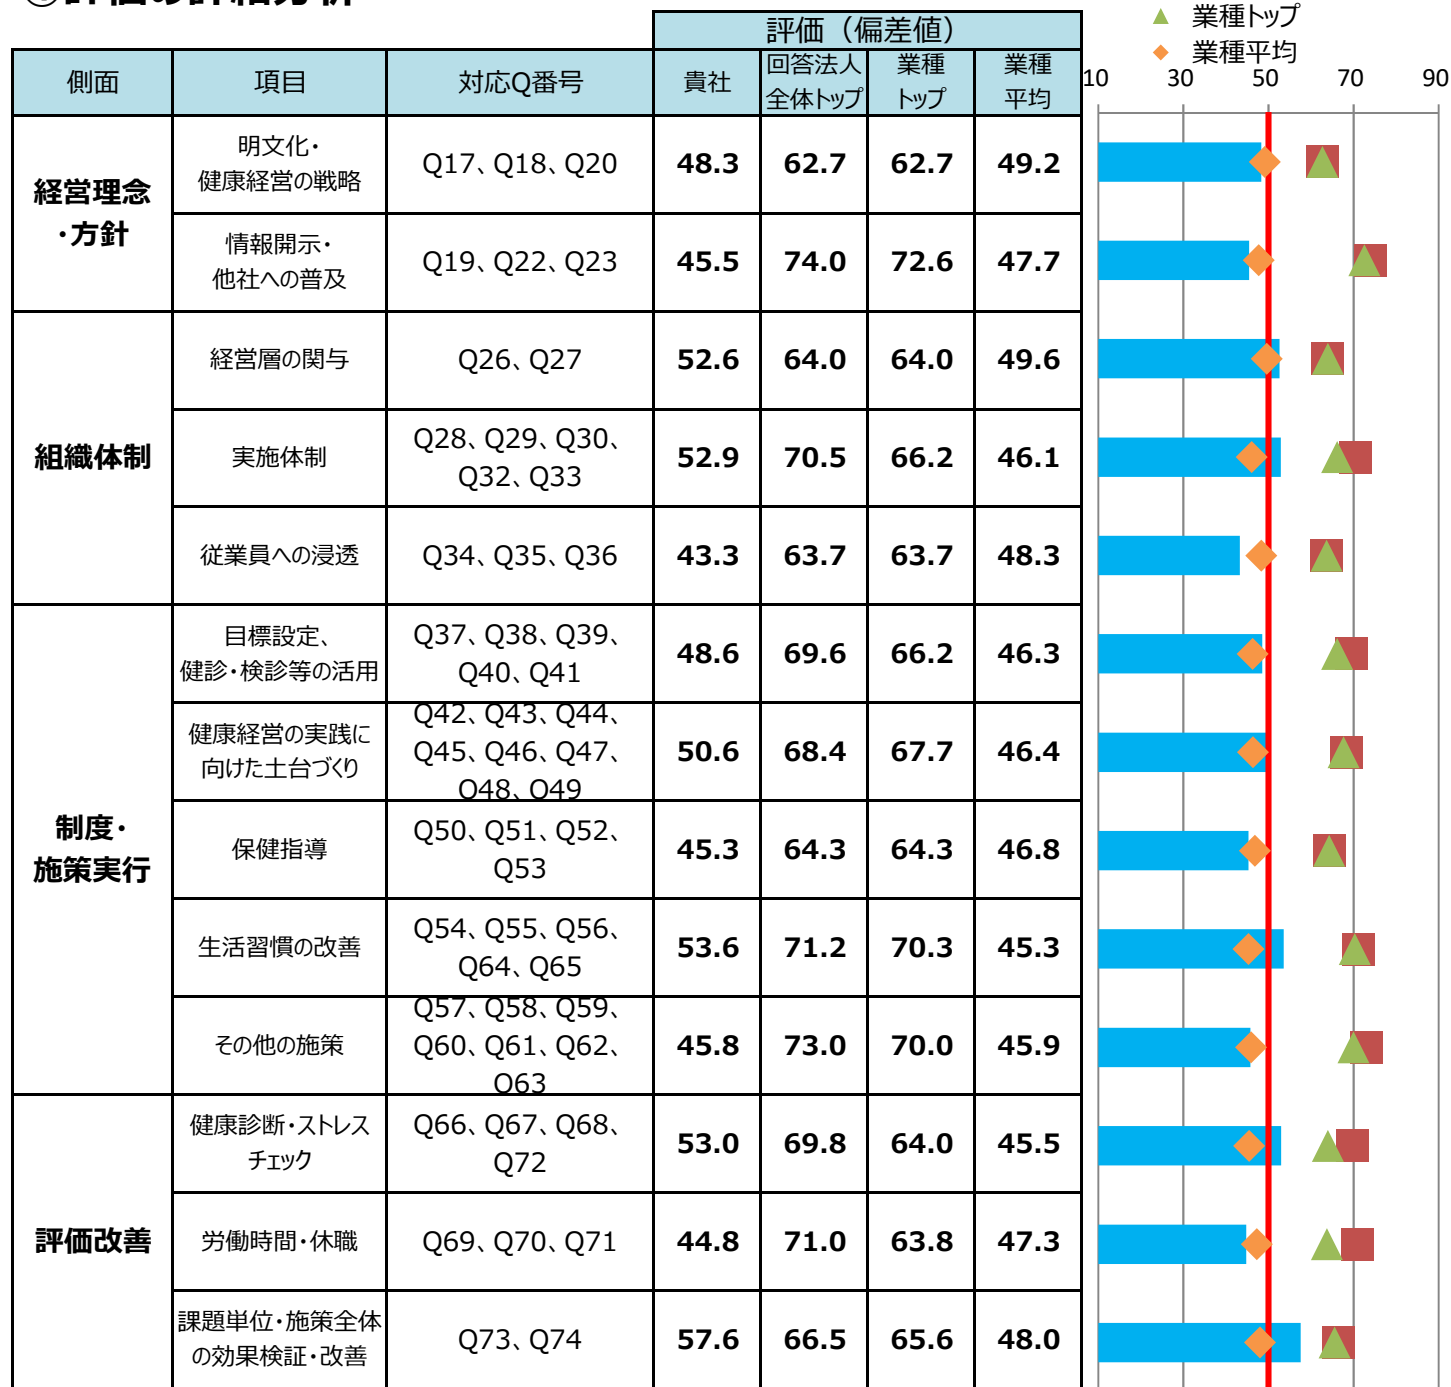 評価（偏差値）
▲ 業種トップ
◆ 業種平均
側面 項目 対応Q番号 貴社 回答法人 業種 業種
全体トップ トップ 平均
10 30 50 70 90
経営理念
・方針
明文化・
健康経営の戦略
Q17、Q18、Q20 48.3 62.7 62.7 49.2
情報開示・
他社への普及
Q19、Q22、Q23 45.5 74.0 72.6 47.7
組織体制
経営層の関与 Q26、Q27 52.6 64.0 64.0 49.6
実施体制
Q28、Q29、Q30、
Q32、Q33
52.9 70.5 66.2 46.1
従業員への浸透 Q34、Q35、Q36 43.3 63.7 63.7 48.3
制度・
施策実行
目標設定、
健診・検診等の活用
Q37、Q38、Q39、
Q40、Q41
48.6 69.6 66.2 46.3
健康経営の実践に
向けた土台づくり
Q42、Q43、Q44、
Q45、Q46、Q47、
Q48、Q49
50.6 68.4 67.7 46.4
保健指導
Q50、Q51、Q52、
Q53
45.3 64.3 64.3 46.8
生活習慣の改善
Q54、Q55、Q56、
Q64、Q65
53.6 71.2 70.3 45.3
その他の施策
Q57、Q58、Q59、
Q60、Q61、Q62、
Q63
45.8 73.0 70.0 45.9
評価改善
健康診断・ストレス
チェック
Q66、Q67、Q68、
Q72
53.0 69.8 64.0 45.5
労働時間・休職 Q69、Q70、Q71 44.8 71.0 63.8 47.3
課題単位・施策全体
の効果検証・改善
Q73、Q74 57.6 66.5 65.6 48.0